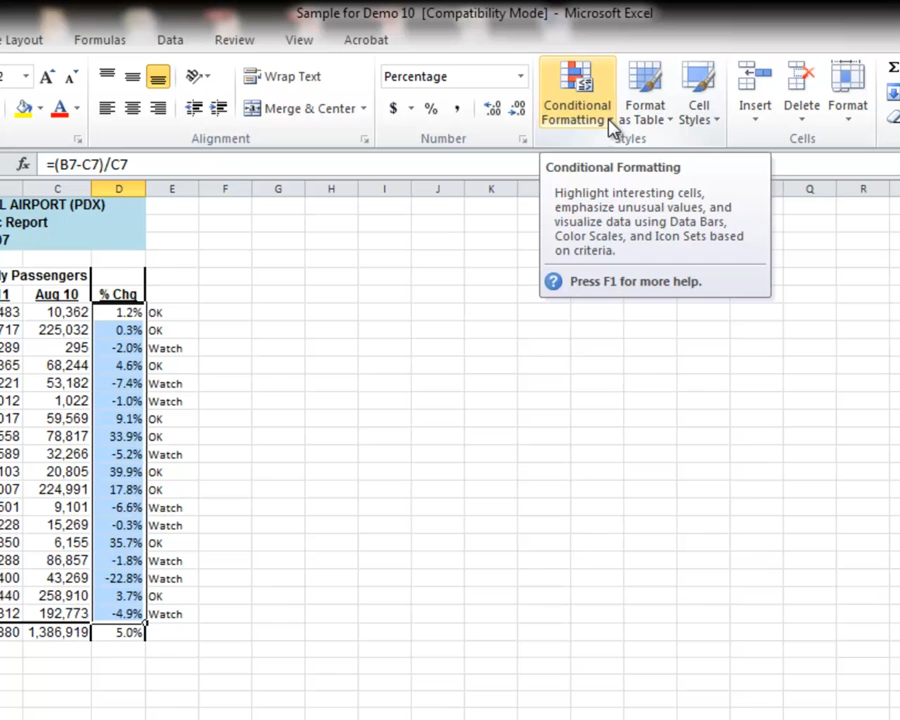 Sample for Demo 10 [Compatibility Mode] - Microsoft Excel
Layout Formulas Data Review View Acrobat
A A Wrap Text Percentage
A Merge & Center $ % , .00 .00
Conditional Formatting
Format as Table
Cell Styles
Insert Delete Format
Alignment Number Styles Cells
fx =(B7-C7)/C7
C D E F G H I J K Q R
AIRPORT (PDX)
Report
07
Conditional Formatting
Highlight interesting cells,
emphasize unusual values, and
visualize data using Data Bars,
Color Scales, and Icon Sets based
on criteria.
? Press F1 for more help.
Passengers
11 Aug 10 % Chg
483 10,362 1.2% OK
717 225,032 0.3% OK
289 295 -2.0% Watch
365 68,244 4.6% OK
221 53,182 -7.4% Watch
012 1,022 -1.0% Watch
017 59,569 9.1% OK
558 78,817 33.9% OK
589 32,266 -5.2% Watch
103 20,805 39.9% OK
007 224,991 17.8% OK
501 9,101 -6.6% Watch
228 15,269 -0.3% Watch
350 6,155 35.7% OK
288 86,857 -1.8% Watch
400 43,269 -22.8% Watch
440 258,910 3.7% OK
312 192,773 -4.9% Watch
380 1,386,919 5.0%